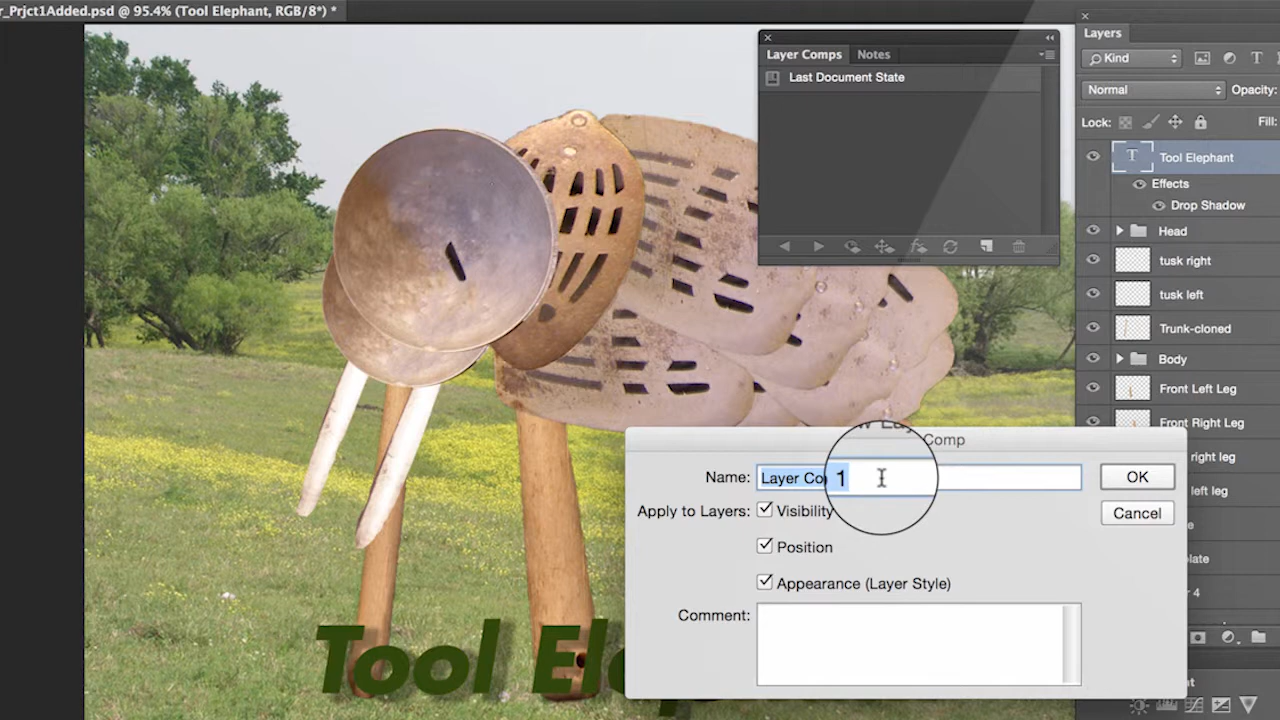 r_Prjct1Added.psd @ 95.4% (Tool Elephant, RGB/8*) *
Layer Comps Notes
Last Document State
Layers
Kind
Normal Opacity:
Lock: Fill:
T Tool Elephant
Effects
Drop Shadow
Head
tusk right
tusk left
Trunk-cloned
Body
Front Left Leg
Front Right Leg
right leg
left leg
Comp
Name: Layer Co 1
OK
Apply to Layers: Visibility
Cancel
Position
Appearance (Layer Style)
Comment:
Tool El